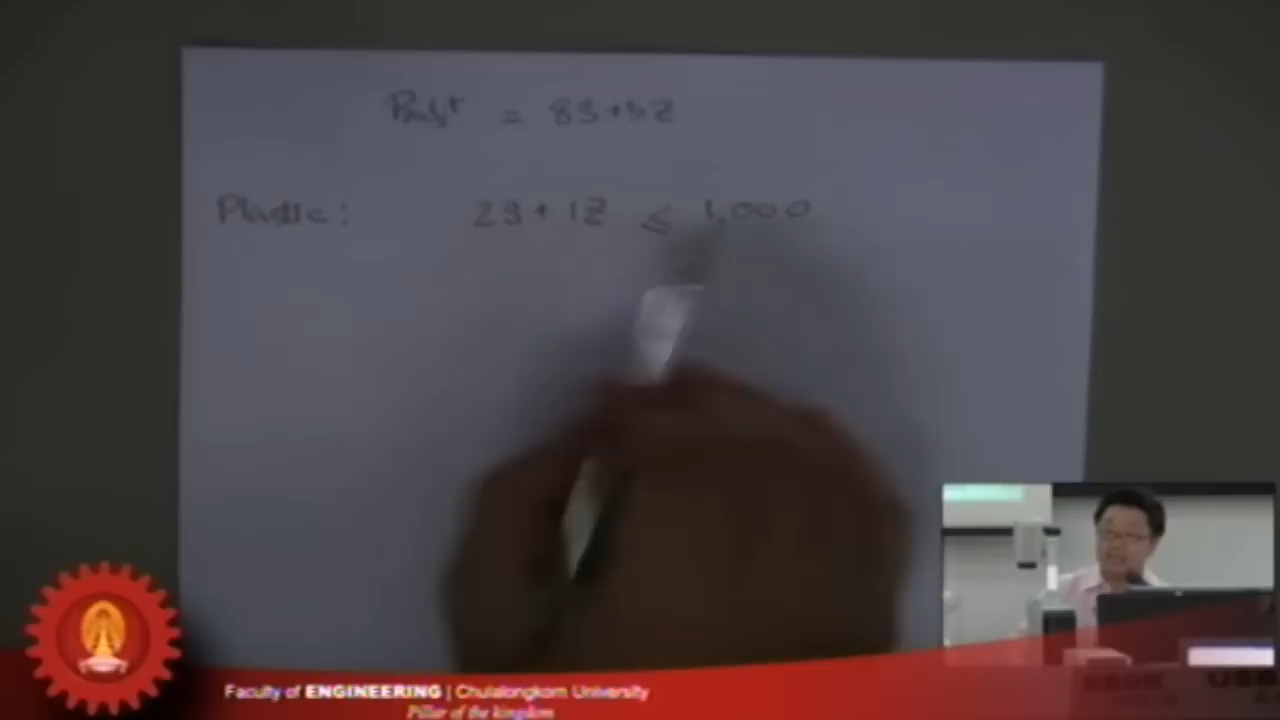 Profit = 8S+5Z
Plastic: 2S + 1Z ≤ 1,000
Faculty of ENGINEERING | Chulalongkorn University
Pillar of the kingdom